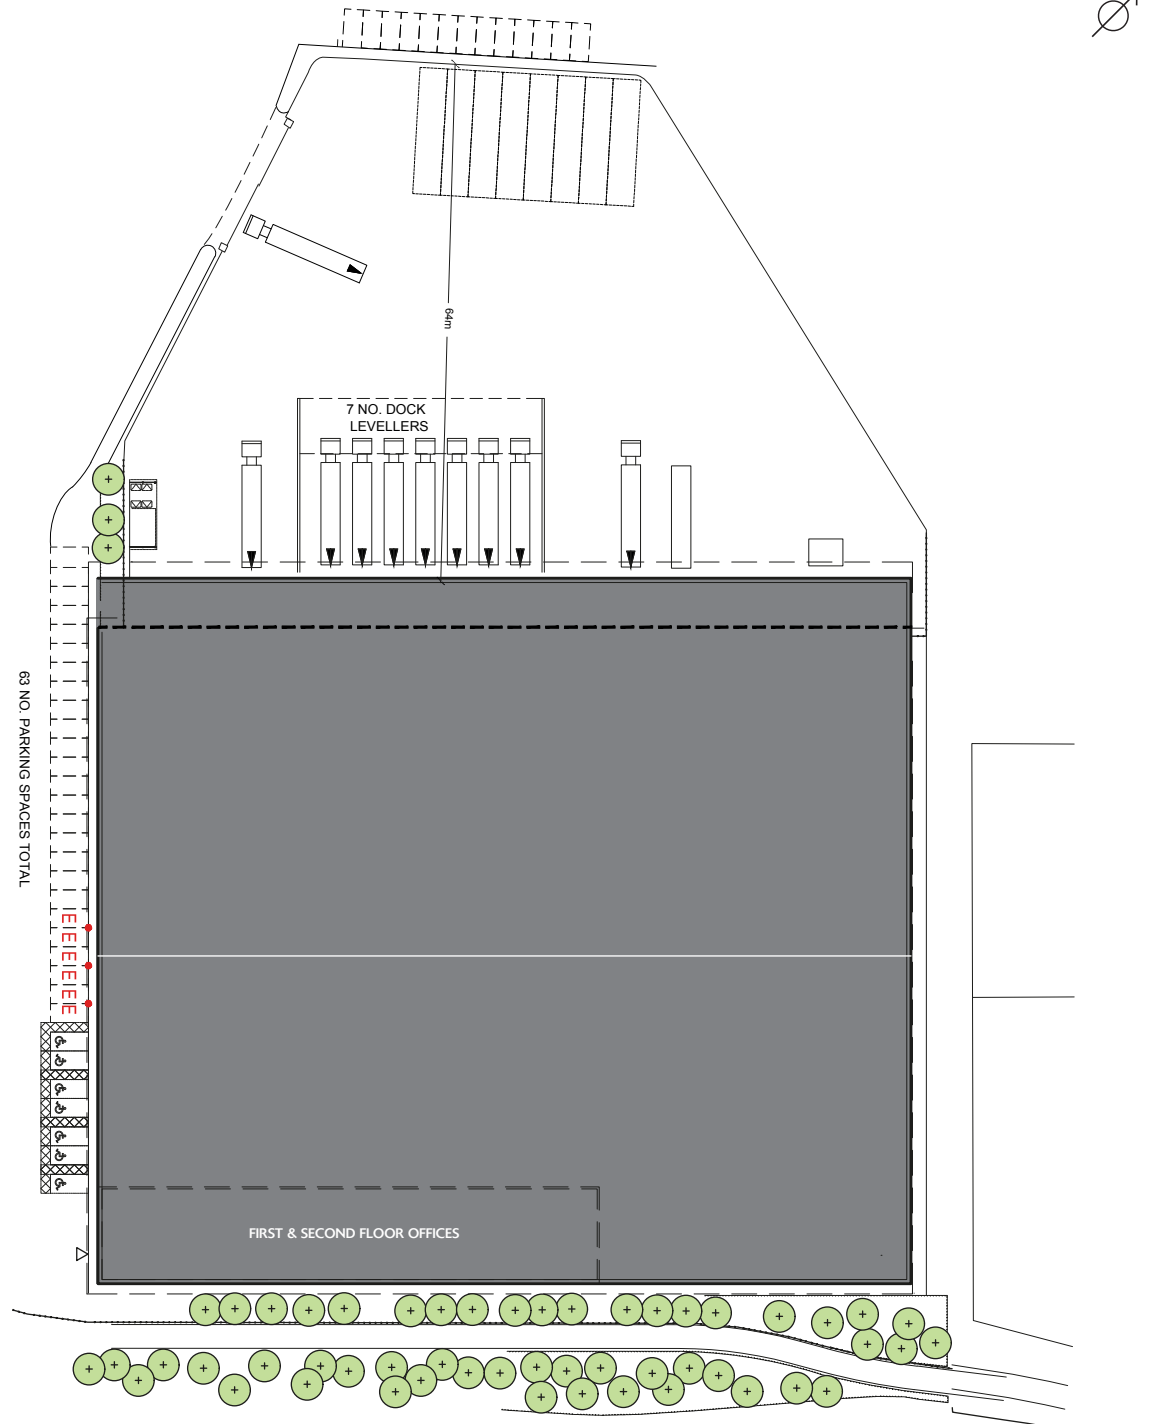 64m
7 NO. DOCK
LEVELLERS
63 NO. PARKING SPACES TOTAL
E
E
E
E
E
E
FIRST & SECOND FLOOR OFFICES